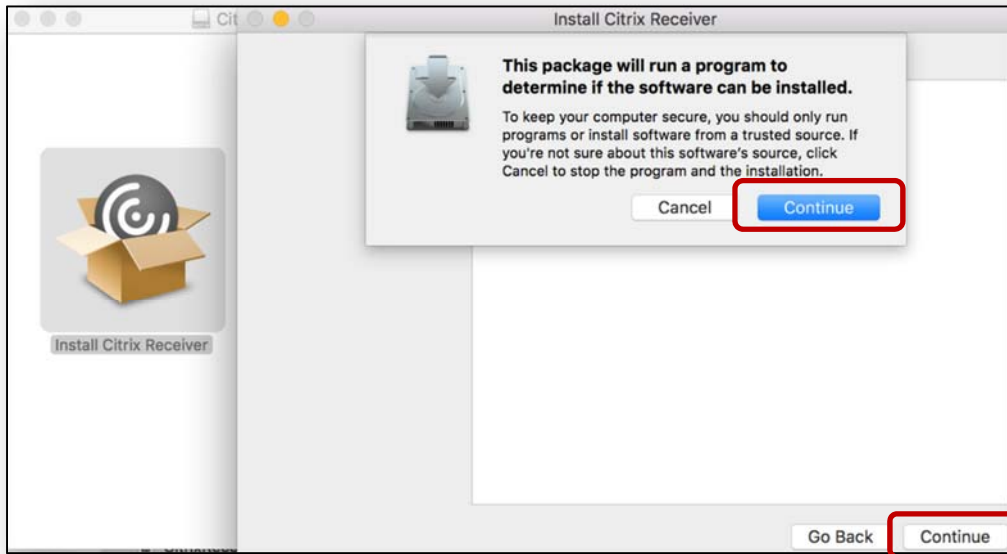 Cit
Install Citrix Receiver
This package will run a program to
determine if the software can be installed.
To keep your computer secure, you should only run
programs or install software from a trusted source. If
you're not sure about this software's source, click
Cancel to stop the program and the installation.
Cancel
Continue
Install Citrix Receiver
Go Back
Continue